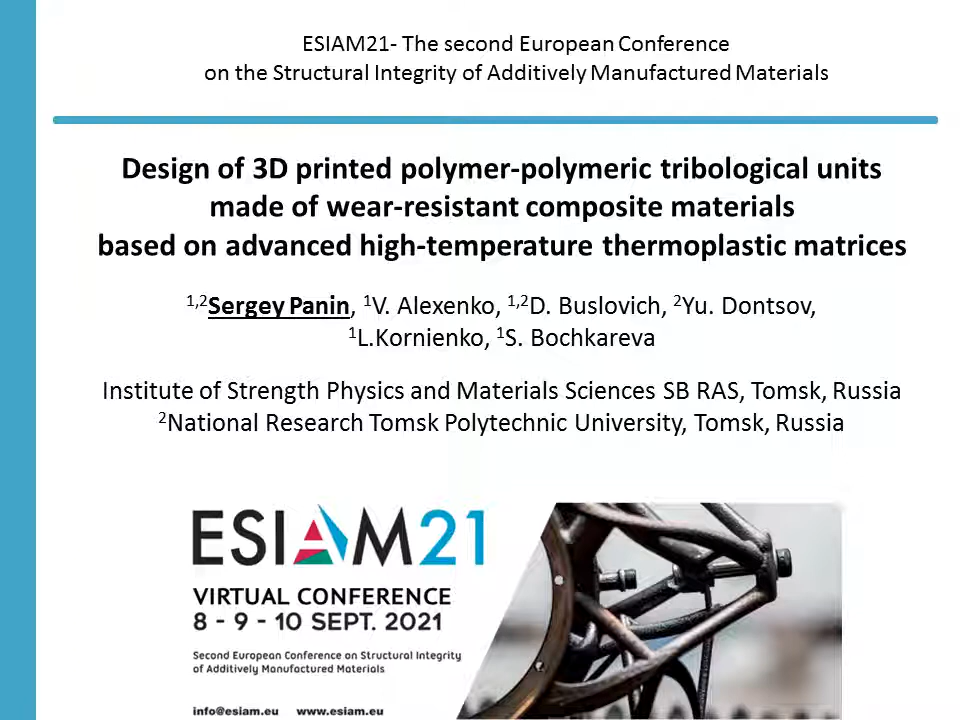 ESIAM21- The second European Conference
on the Structural Integrity of Additively Manufactured Materials
Design of 3D printed polymer-polymeric tribological units
made of wear-resistant composite materials
based on advanced high-temperature thermoplastic matrices
1,2Sergey Panin, 1V. Alexenko, 1,2D. Buslovich, 2Yu. Dontsov,
1L.Kornienko, 1S. Bochkareva
Institute of Strength Physics and Materials Sciences SB RAS, Tomsk, Russia
2National Research Tomsk Polytechnic University, Tomsk, Russia
ESIAM21
VIRTUAL CONFERENCE
8 - 9 - 10 SEPT. 2021
Second European Conference on Structural Integrity
of Additively Manufactured Materials
info@esiam.eu www.esiam.eu